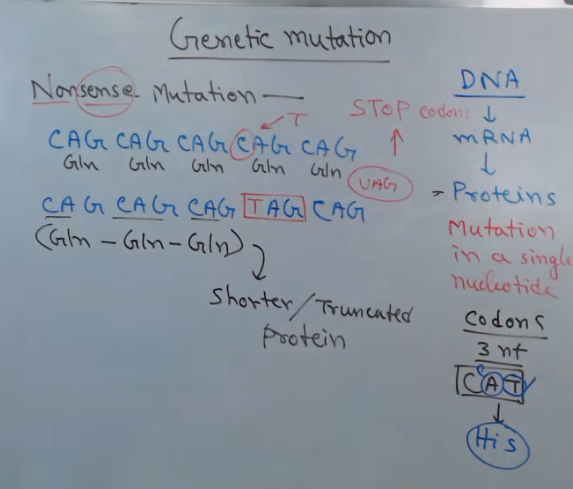 Genetic mutation
Nonsense Mutation —
T
CAG CAG CAG CAG CAG
Gln Gln Gln Gln Gln
CAG CAG CAG TAG CAG
(Gln - Gln - Gln)
Shorter/Truncated
Protein
STOP codons
UAG
DNA
mRNA
= Proteins
Mutation
in a single
nucleotide
Codons
3 nt
CAT
His